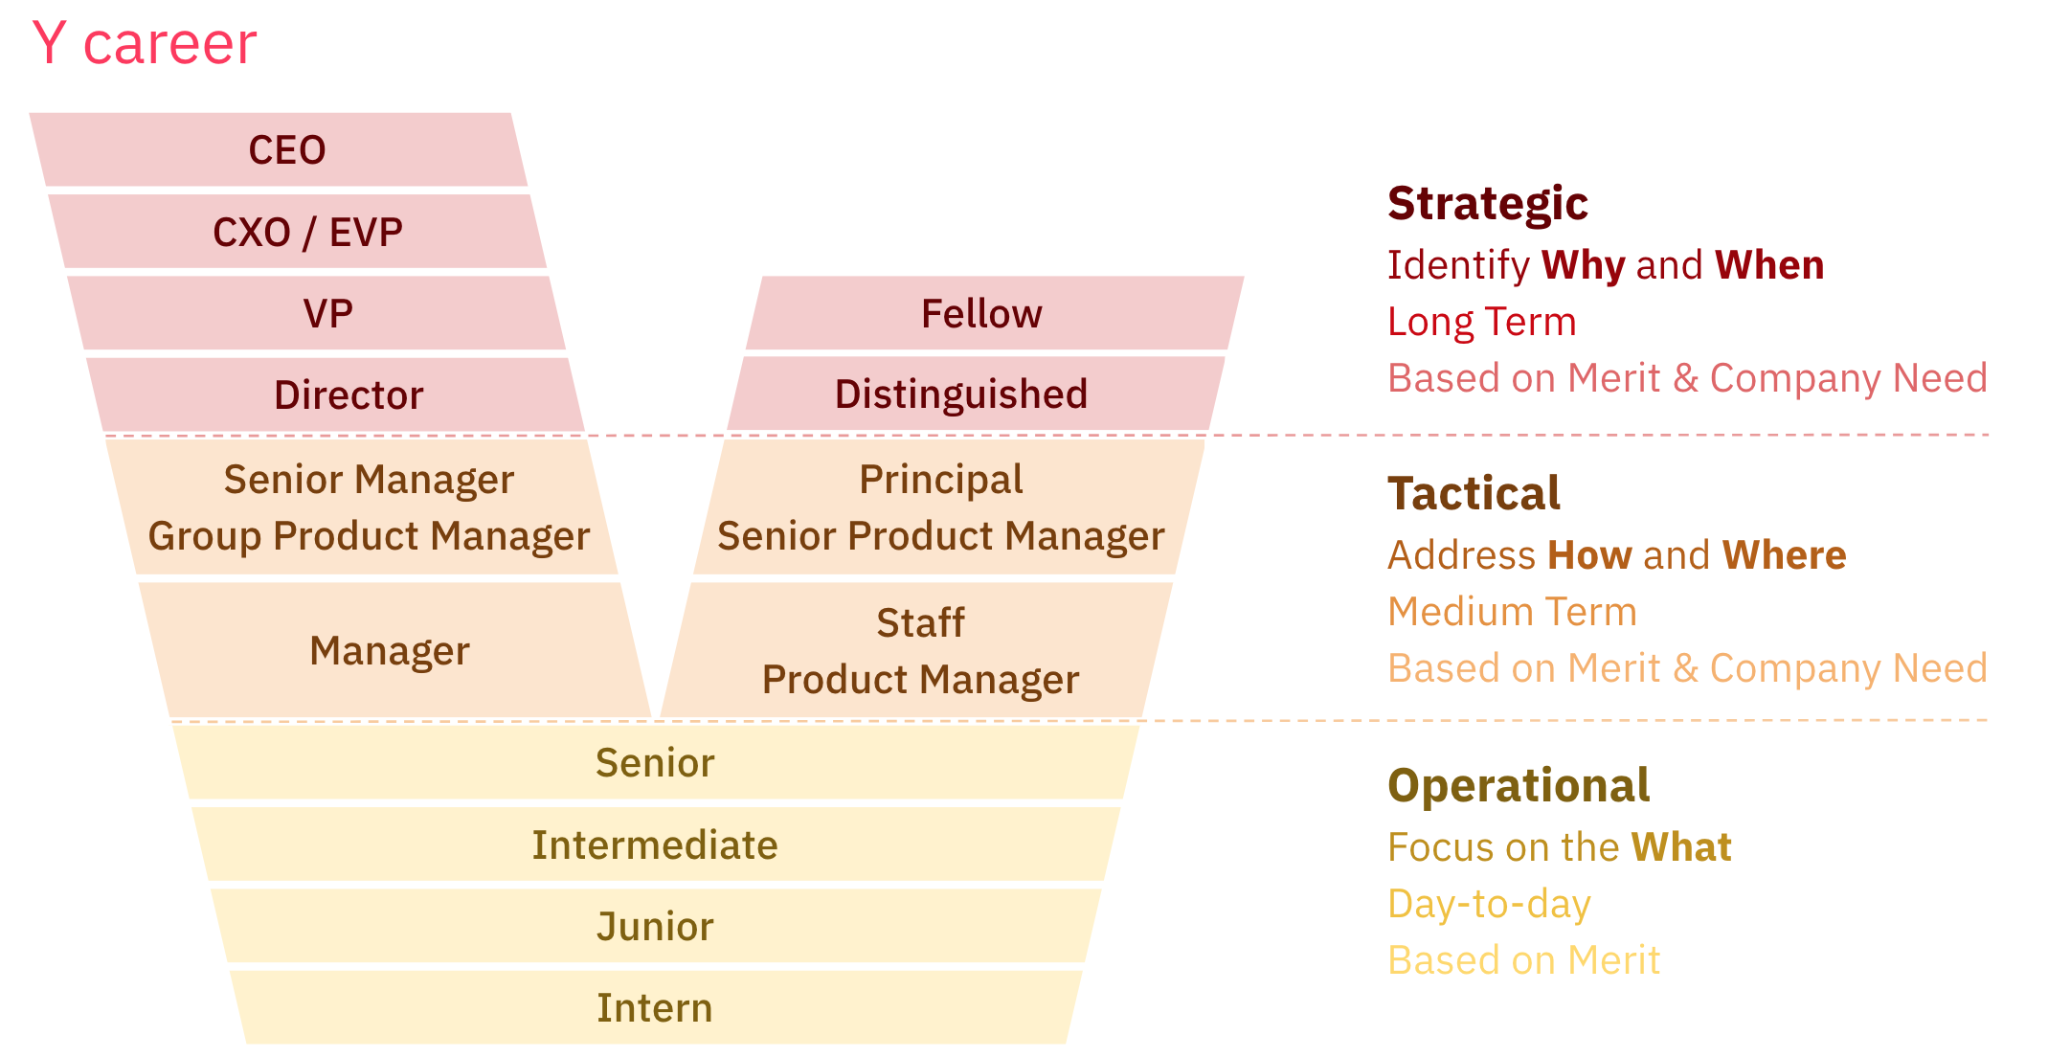 Y career
CEO
CXO / EVP
VP
Director
Senior Manager
Group Product Manager
Manager
Fellow
Distinguished
Principal
Senior Product Manager
Staff
Product Manager
Senior
Intermediate
Junior
Intern
Strategic
Identify Why and When
Long Term
Based on Merit & Company Need
Tactical
Address How and Where
Medium Term
Based on Merit & Company Need
Operational
Focus on the What
Day-to-day
Based on Merit